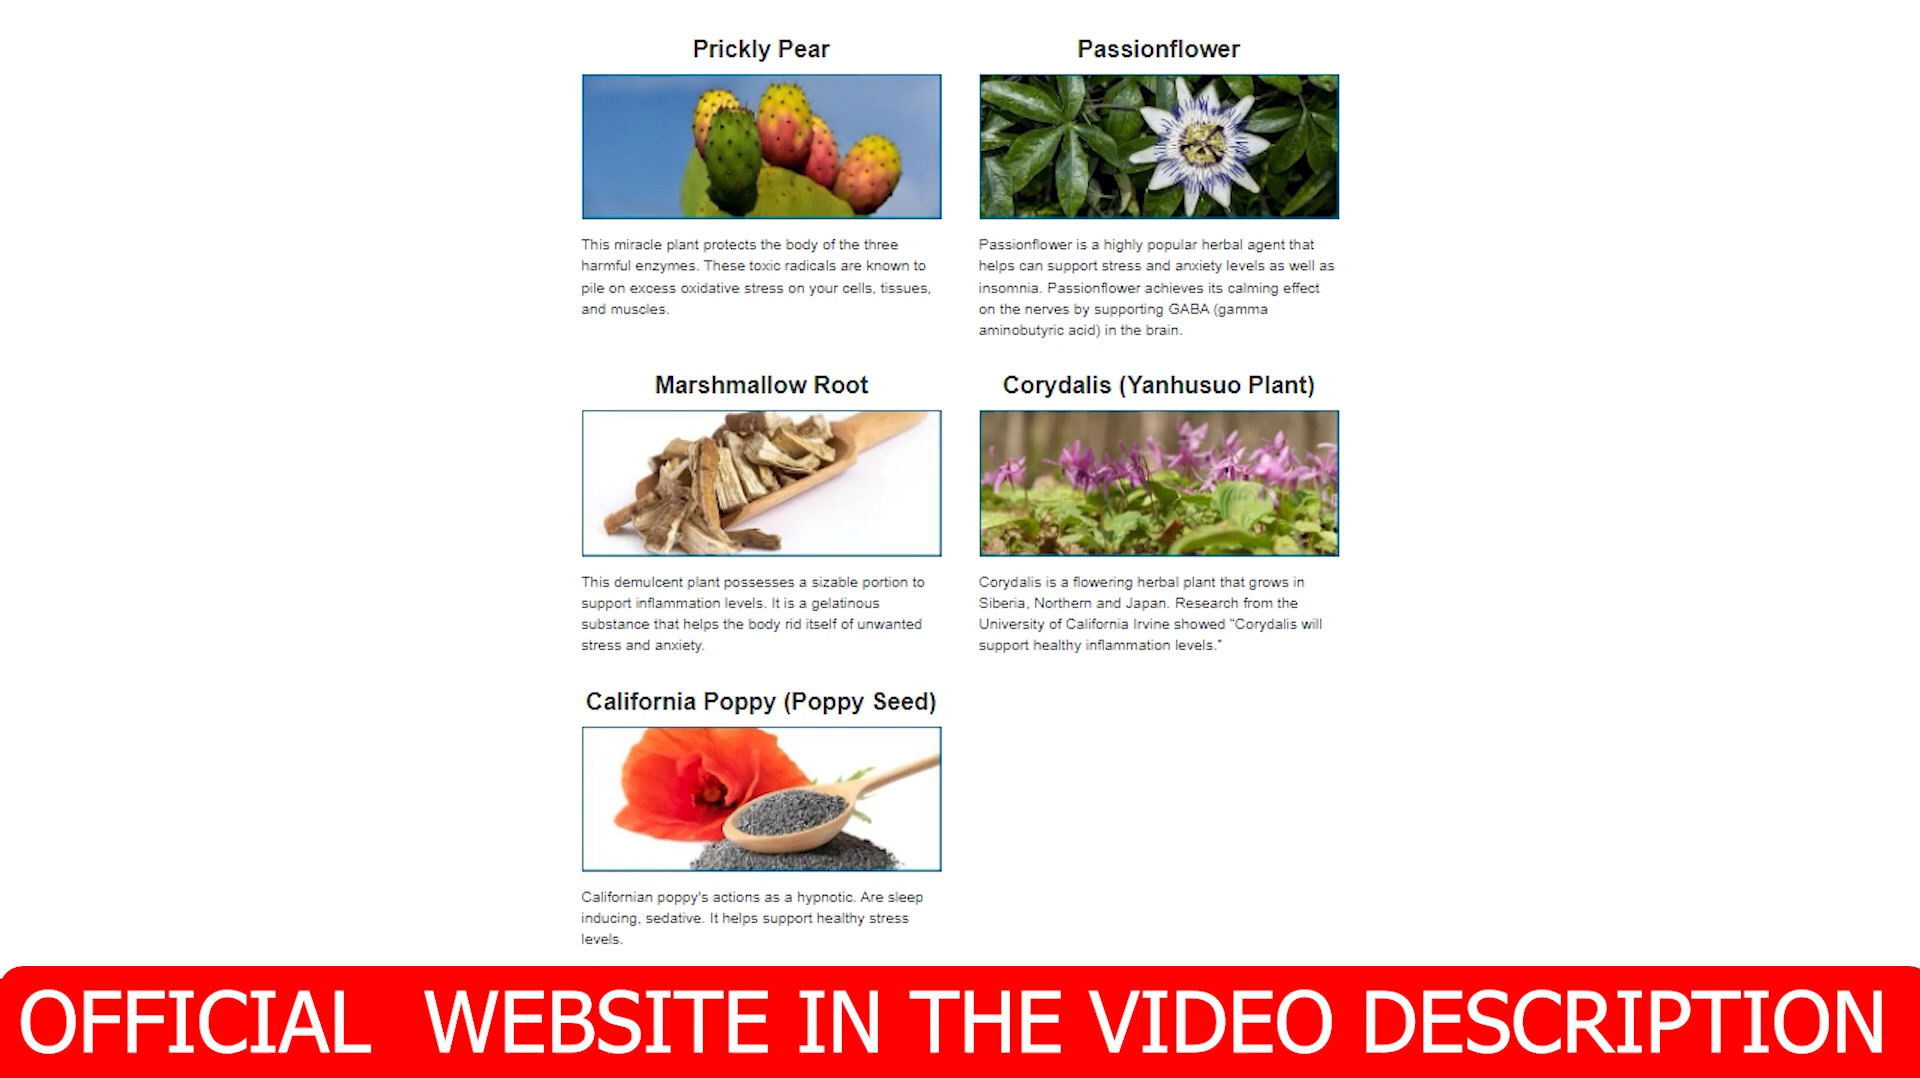 Prickly Pear
This miracle plant protects the body of the three
harmful enzymes. These toxic radicals are known to
pile on excess oxidative stress on your cells, tissues,
and muscles.
Passionflower
Passionflower is a highly popular herbal agent that
helps can support stress and anxiety levels as well as
insomnia. Passionflower achieves its calming effect
on the nerves by supporting GABA (gamma
aminobutyric acid) in the brain.
Marshmallow Root
This demulcent plant possesses a sizable portion to
support inflammation levels. It is a gelatinous
substance that helps the body rid itself of unwanted
stress and anxiety.
Corydalis (Yanhusuo Plant)
Corydalis is a flowering herbal plant that grows in
Siberia, Northern and Japan. Research from the
University of California Irvine showed "Corydalis will
support healthy inflammation levels."
California Poppy (Poppy Seed)
Californian poppy's actions as a hypnotic. Are sleep
inducing, sedative. It helps support healthy stress
levels.
OFFICIAL WEBSITE IN THE VIDEO DESCRIPTION